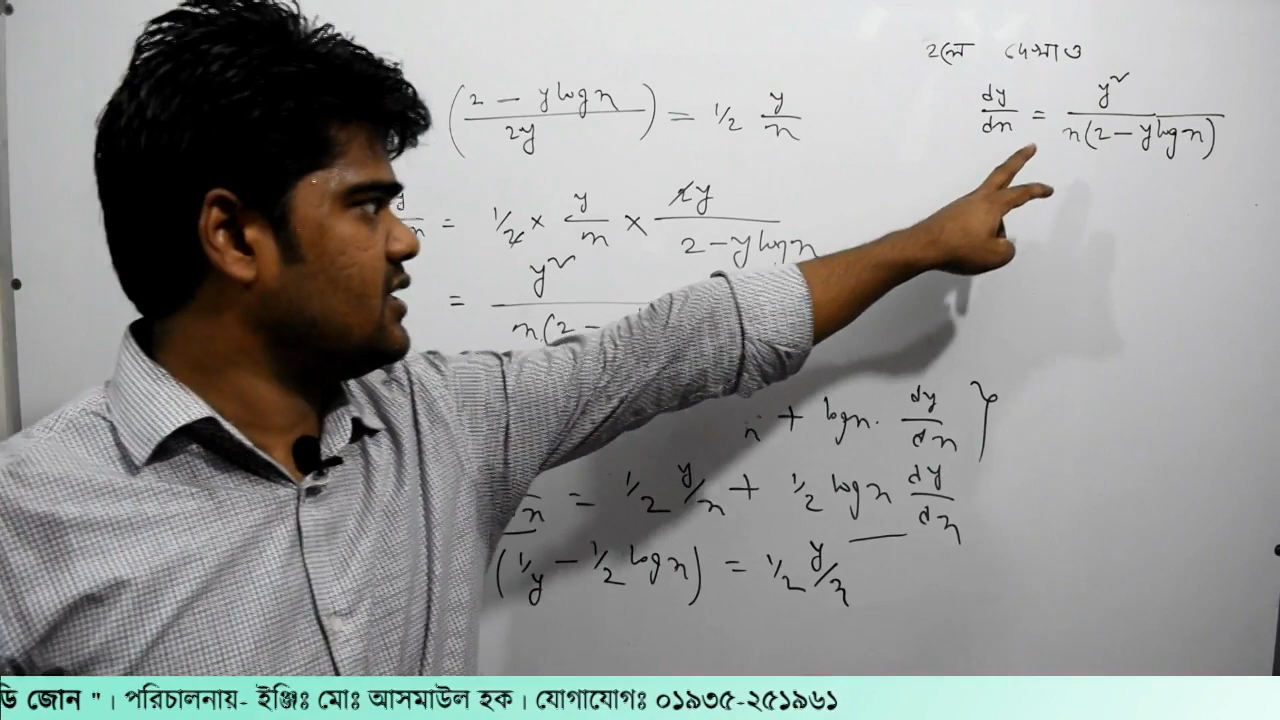 হলে দেখাও
dy/dx = y²/x(2 - y log x)
(2 - y log x / 2y) = 1/2 y/x
= 1/2 × y/x × 2y/2 - y log x
= y²/x(2 -
x + log x · dy/dx }
= 1/2 y/x + 1/2 log x dy/dx
(1/y - 1/2 log x) = 1/2 y/x
ডি জোন "। পরিচালনায়- ইঞ্জিঃ মোঃ আসমাউল হক। যোগাযোগঃ ০১৯৩৫-২৫১৯৬১